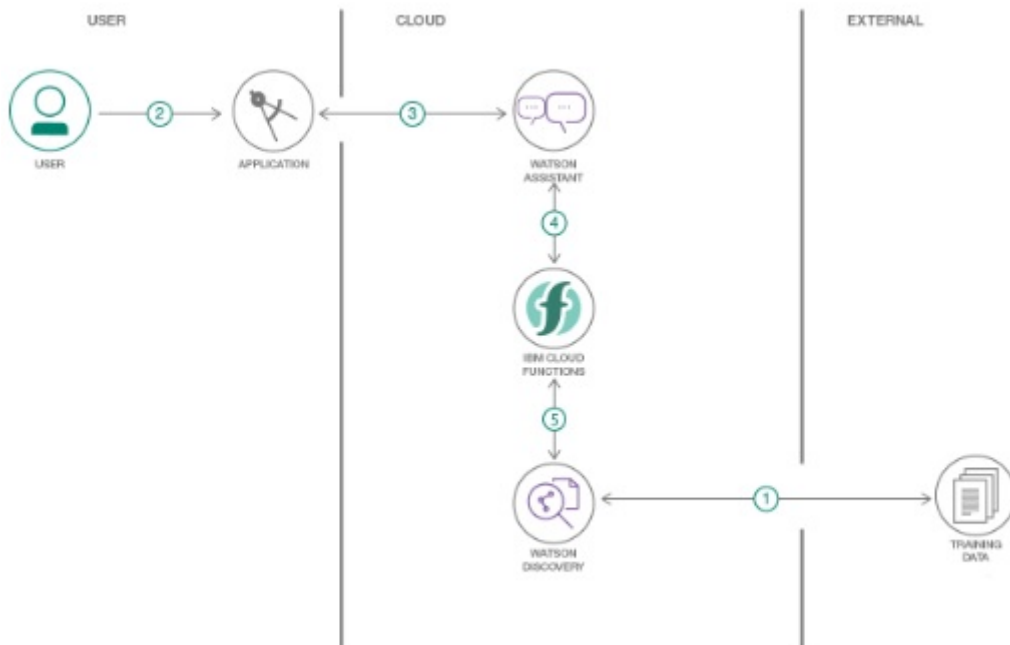 USER
CLOUD
EXTERNAL
2
3
USER
APPLICATION
WATSON
ASSISTANT
4
IBM CLOUD
FUNCTIONS
5
1
WATSON
DISCOVERY
TRAINING
DATA